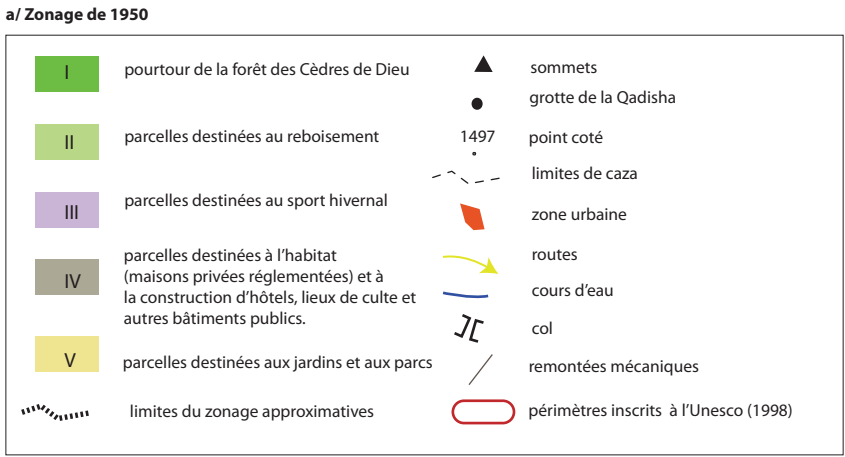 a/ Zonage de 1950
I
pourtour de la forêt des Cèdres de Dieu
II
parcelles destinées au reboisement
III
parcelles destinées au sport hivernal
IV
parcelles destinées à l'habitat
(maisons privées réglementées) et à
la construction d'hôtels, lieux de culte et
autres bâtiments publics.
V
parcelles destinées aux jardins et aux parcs
limites du zonage approximatives
sommets
grotte de la Qadisha
1497
point coté
limites de caza
zone urbaine
routes
cours d'eau
col
remontées mécaniques
périmètres inscrits à l'Unesco (1998)